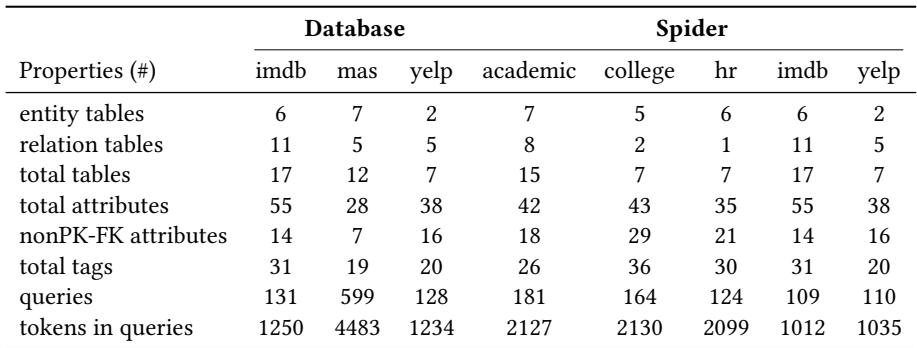 Database Spider
Properties (#) imdb mas yelp academic college hr imdb yelp
entity tables 6 7 2 7 5 6 6 2
relation tables 11 5 5 8 2 1 11 5
total tables 17 12 7 15 7 7 17 7
total attributes 55 28 38 42 43 35 55 38
nonPK-FK attributes 14 7 16 18 29 21 14 16
total tags 31 19 20 26 36 30 31 20
queries 131 599 128 181 164 124 109 110
tokens in queries 1250 4483 1234 2127 2130 2099 1012 1035